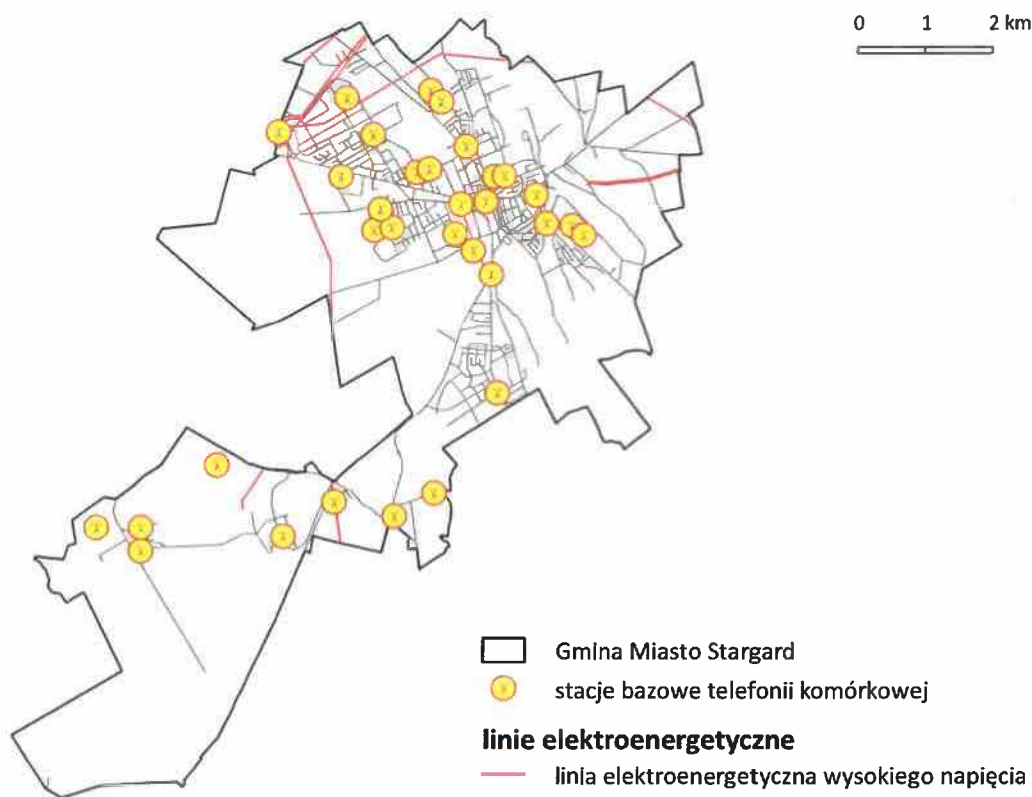 0 1 2 km
Gmina Miasto Stargard
stacje bazowe telefonii komórkowej
linie elektroenergetyczne
linia elektroenergetyczna wysokiego napięcia